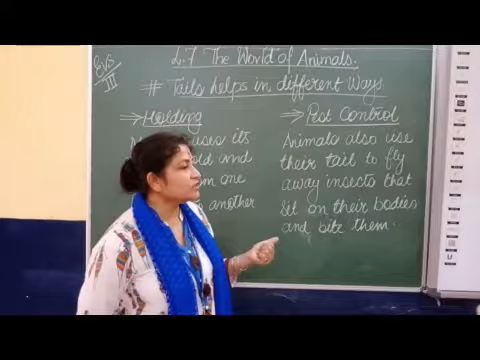 EVS
III
L.7 The World of Animals.
# Tails helps in different Ways
⇒ Holding
uses its
and
one
another
⇒ Pest Control
Animals also use
their tail to fly
away insects that
sit on their bodies
and bite them.